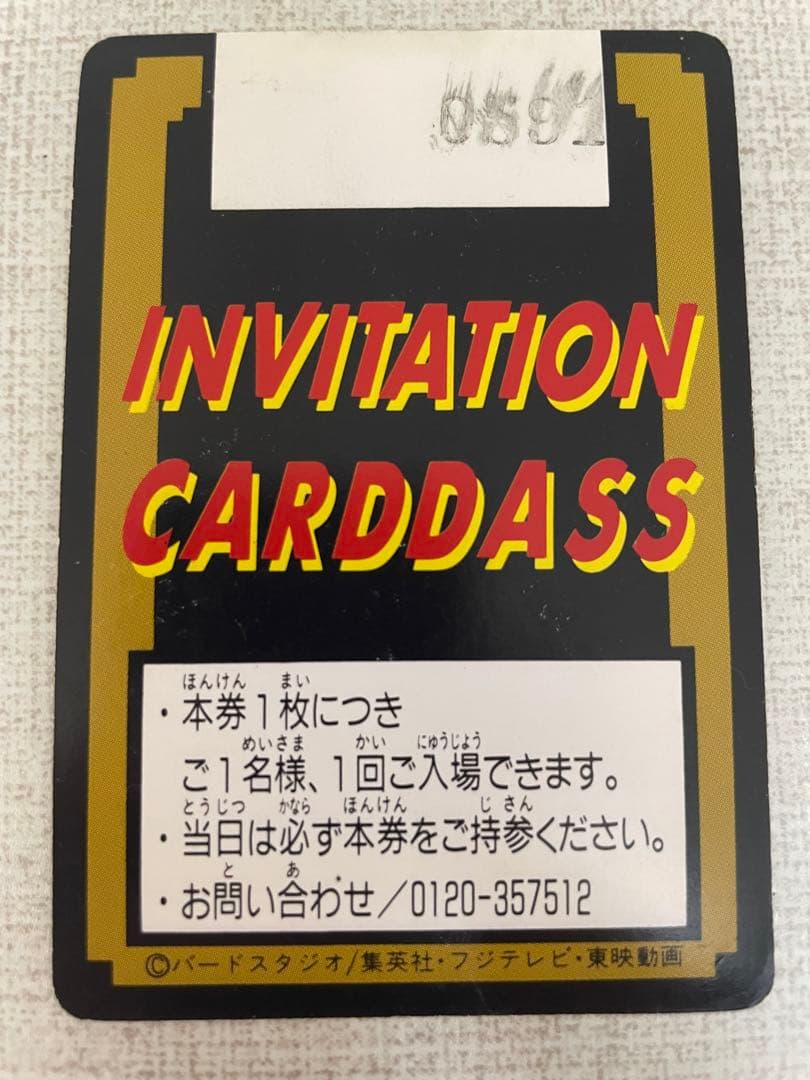 0891
INVITATION
CARDDASS
ほんけん まい
・本券1枚につき
めいさま かい にゅうじょう
ご1名様、1回ご入場できます。
とうじつ かなら ほんけん じさん
・当日は必ず本券をご持参ください。
と あ
・お問い合わせ／0120-357512
©バードスタジオ/集英社・フジテレビ・東映動画